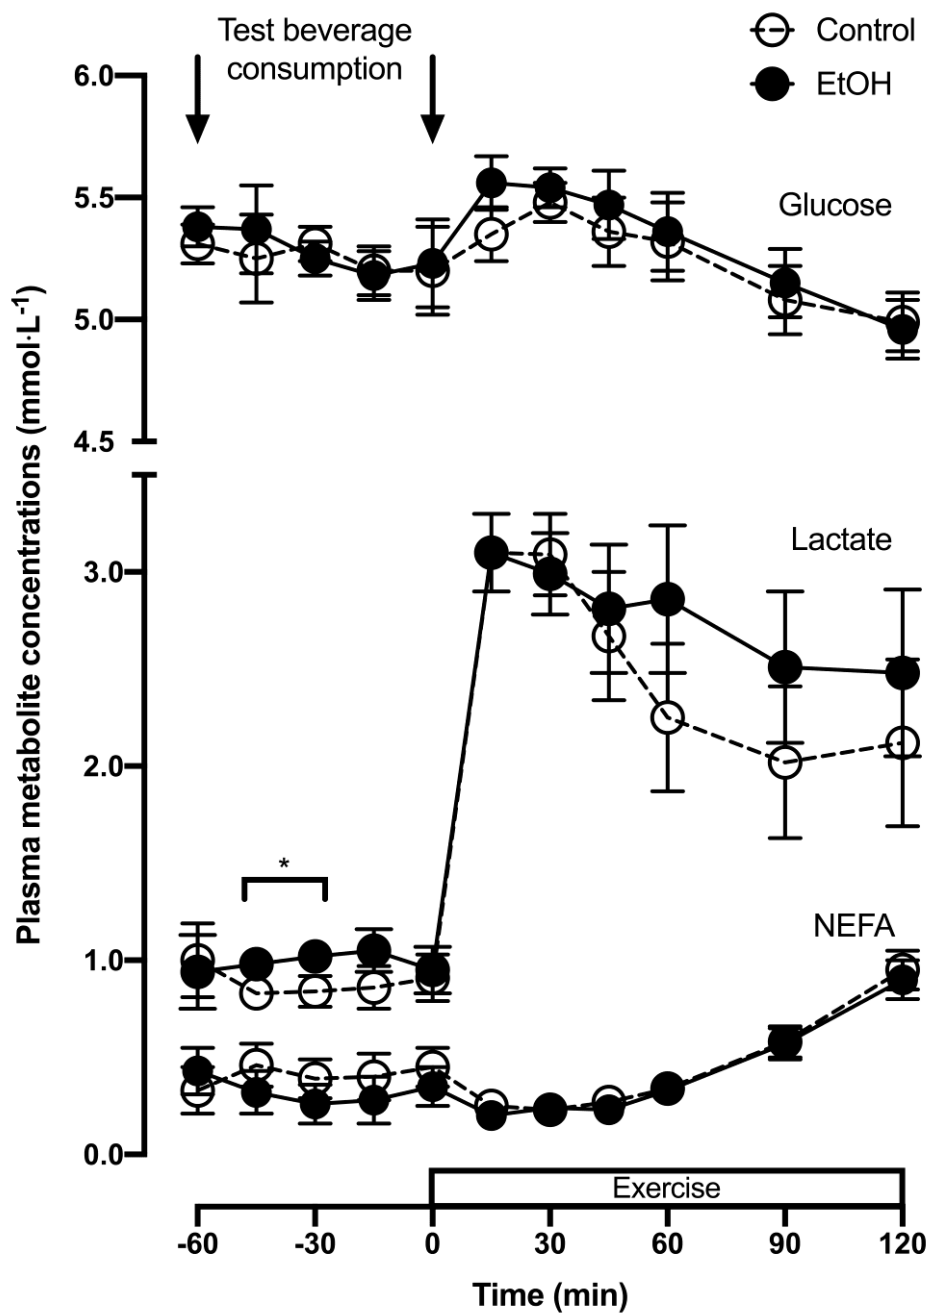 Test beverage
consumption
Control
EtOH
6.0
5.5
5.0
4.5
Glucose
Plasma metabolite concentrations (mmol·L⁻¹)
3.0
2.0
1.0
0.0
Lactate
*
NEFA
Exercise
-60
-30
0
30
60
90
120
Time (min)